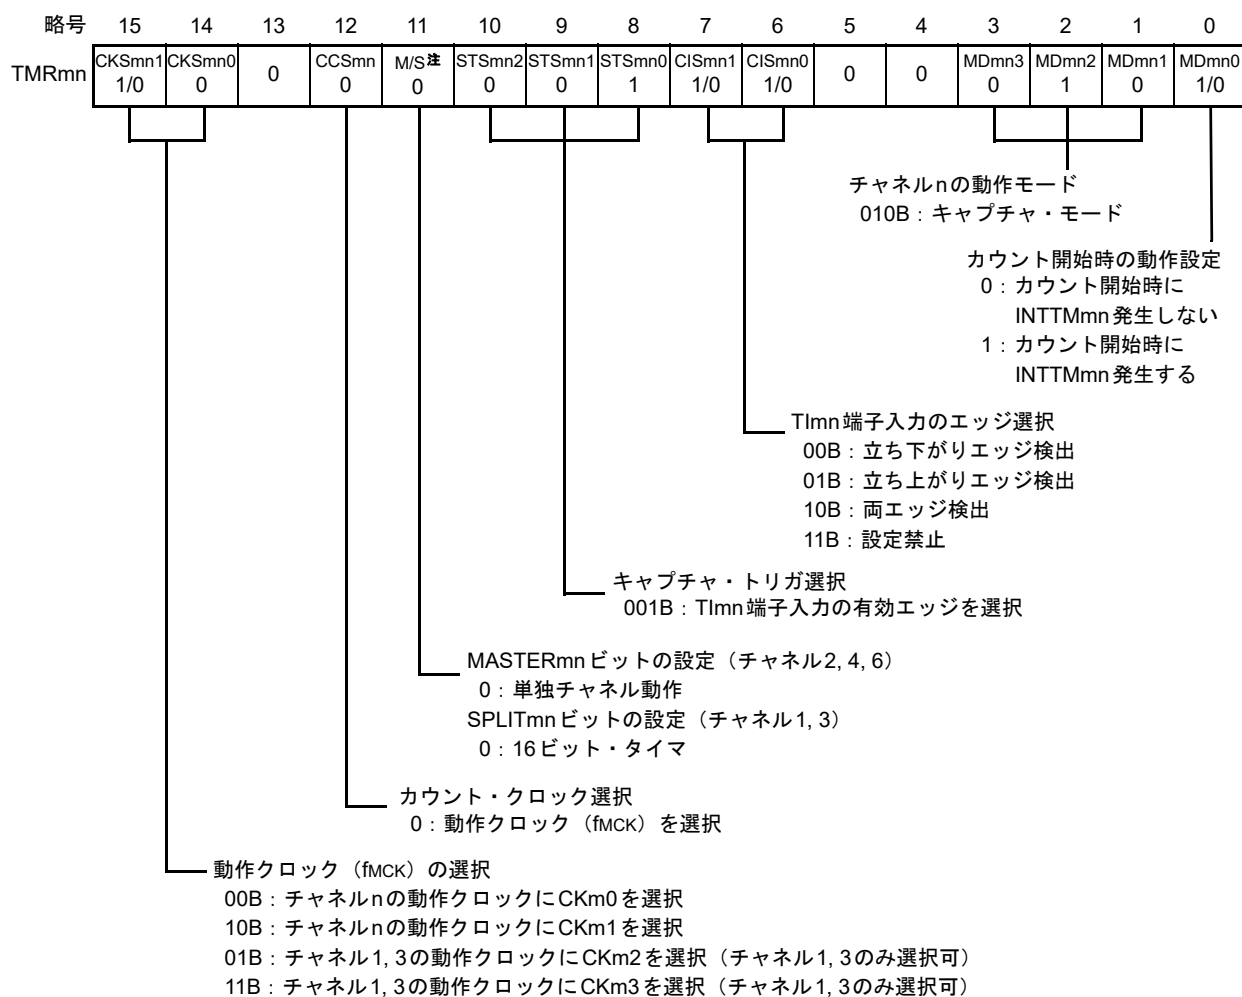 略号 15 14 13 12 11 10 9 8 7 6 5 4 3 2 1 0
TMRmn CKSmn1 CKSmn0 0 CCSmn M/S注 STSmn2 STSmn1 STSmn0 CISmn1 CISmn0 0 0 MDmn3 MDmn2 MDmn1 MDmn0
1/0 0 0 0 0 0 1 1/0 1/0 0 1 0 1/0
チャネルnの動作モード
010B：キャプチャ・モード
カウント開始時の動作設定
0：カウント開始時に
INTTMmn発生しない
1：カウント開始時に
INTTMmn発生する
TImn端子入力のエッジ選択
00B：立ち下がりエッジ検出
01B：立ち上がりエッジ検出
10B：両エッジ検出
11B：設定禁止
キャプチャ・トリガ選択
001B：TImn端子入力の有効エッジを選択
MASTERmnビットの設定（チャネル2, 4, 6）
0：単独チャネル動作
SPLITmnビットの設定（チャネル1, 3）
0：16ビット・タイマ
カウント・クロック選択
0：動作クロック（fMCK）を選択
動作クロック（fMCK）の選択
00B：チャネルnの動作クロックにCKm0を選択
10B：チャネルnの動作クロックにCKm1を選択
01B：チャネル1, 3の動作クロックにCKm2を選択（チャネル1, 3のみ選択可）
11B：チャネル1, 3の動作クロックにCKm3を選択（チャネル1, 3のみ選択可）